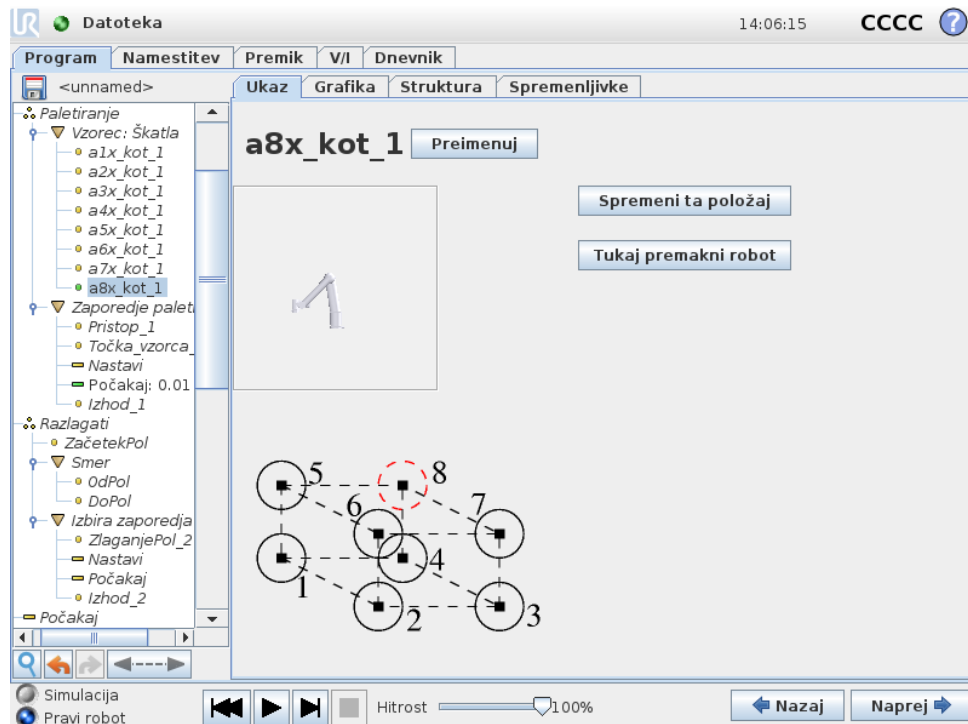 UR Datoteka 14:06:15 CCCC ?
Program Namestitev Premik V/I Dnevnik
<unnamed>
Ukaz Grafika Struktura Spremenljivke
Paletiranje
Vzorec: Škatla
a1x_kot_1
a2x_kot_1
a3x_kot_1
a4x_kot_1
a5x_kot_1
a6x_kot_1
a7x_kot_1
a8x_kot_1
Zaporedje paleti
Pristop_1
Točka_vzorca_
Nastavi
Počakaj: 0.01
Izhod_1
Razlagati
ZačetekPol
Smer
OdPol
DoPol
Izbira zaporedja
ZlaganjePol_2
Nastavi
Počakaj
Izhod_2
Počakaj
a8x_kot_1 Preimenuj
Spremeni ta položaj
Tukaj premakni robot
5 8
6 7
1 4
2 3
Simulacija
Pravi robot
Hitrost 100%
Nazaj Naprej